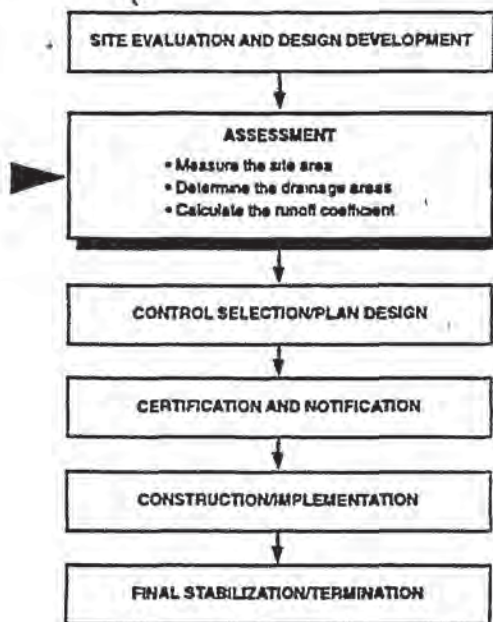 SITE EVALUATION AND DESIGN DEVELOPMENT
ASSESSMENT
• Measure the site area
• Determine the drainage areas
• Calculate the runoff coefficient
CONTROL SELECTION/PLAN DESIGN
CERTIFICATION AND NOTIFICATION
CONSTRUCTION/IMPLEMENTATION
FINAL STABILIZATION/TERMINATION